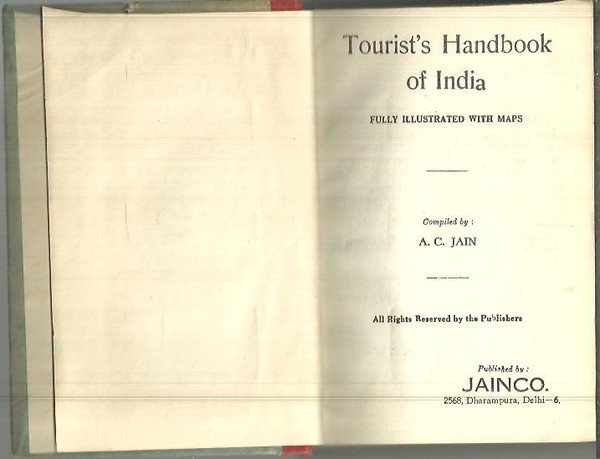 Tourist's Handbook
of India
FULLY ILLUSTRATED WITH MAPS
Compiled by :
A. C. JAIN
All Rights Reserved by the Publishers
Published by :
JAINCO.
2568, Dharampura, Delhi—6.